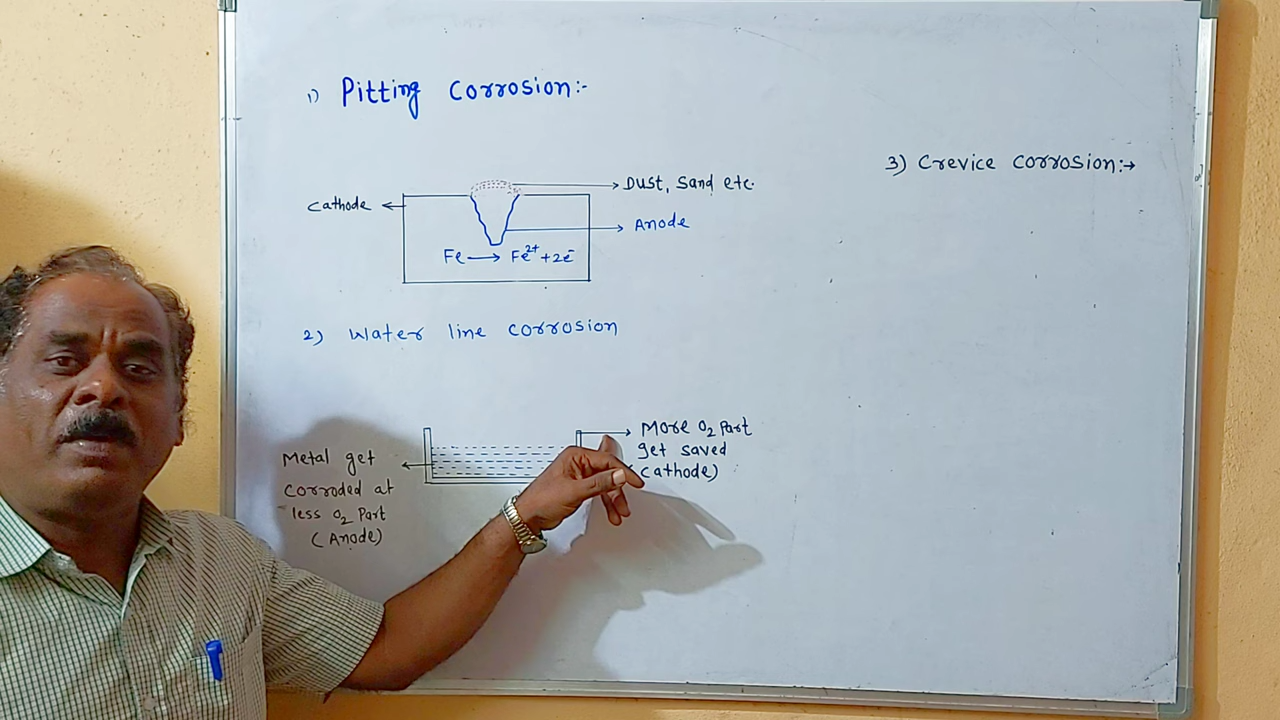 1) Pitting Corrosion:-
Cathode
Dust, Sand etc.
Anode
Fe → Fe²⁺ + 2e⁻
2) Water line corrosion
Metal get
corroded at
less O₂ Part
(Anode)
More O₂ Part
get saved
cathode)
3) Crevice Corrosion:→